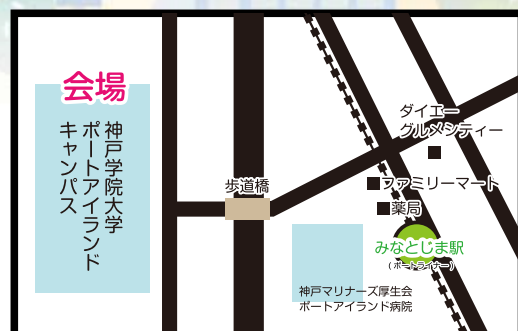 会場
神戸学院大学
ポートアイランド
キャンパス
歩道橋
ダイエー
グルメシティー
ファミリーマート
薬局
みなとじま駅
(ポートライナー)
神戸マリナーズ厚生会
ポートアイランド病院